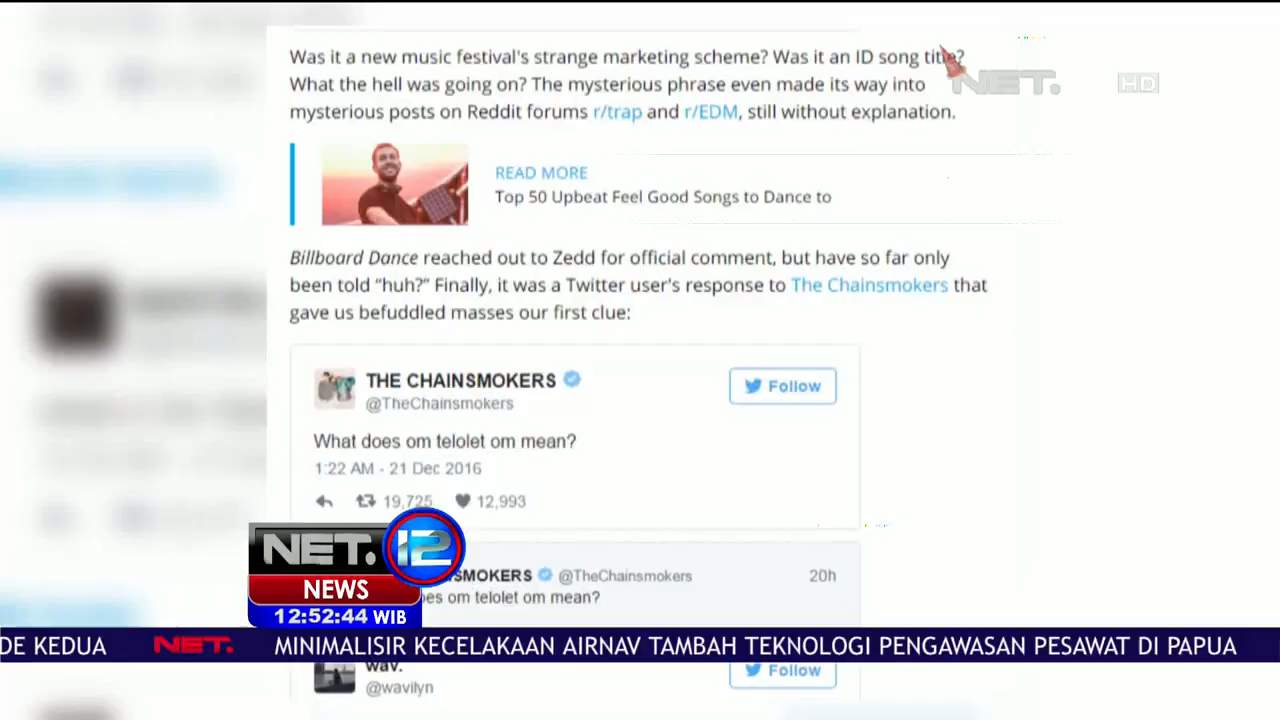 Was it a new music festival's strange marketing scheme? Was it an ID song title?
What the hell was going on? The mysterious phrase even made its way into
mysterious posts on Reddit forums r/trap and r/EDM, still without explanation.
NET.
HD
READ MORE
Top 50 Upbeat Feel Good Songs to Dance to
Billboard Dance reached out to Zedd for official comment, but have so far only
been told “huh?” Finally, it was a Twitter user's response to The Chainsmokers that
gave us befuddled masses our first clue:
THE CHAINSMOKERS
@TheChainsmokers
Follow
What does om telolet om mean?
1:22 AM - 21 Dec 2016
19,725 12,993
NET. 12
NEWS
12:52:44 WIB
SMOKERS @TheChainsmokers 20h
es om telolet om mean?
DE KEDUA NET. MINIMALISIR KECELAKAAN AIRNAV TAMBAH TEKNOLOGI PENGAWASAN PESAWAT DI PAPUA
wav.
@wavilyn
Follow